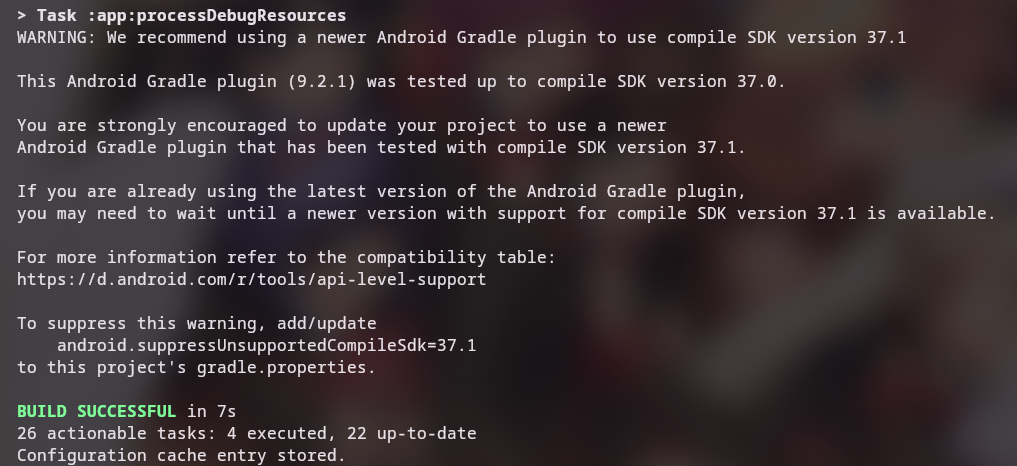 > Task :app:processDebugResources
WARNING: We recommend using a newer Android Gradle plugin to use compile SDK version 37.1
This Android Gradle plugin (9.2.1) was tested up to compile SDK version 37.0.
You are strongly encouraged to update your project to use a newer
Android Gradle plugin that has been tested with compile SDK version 37.1.
If you are already using the latest version of the Android Gradle plugin,
you may need to wait until a newer version with support for compile SDK version 37.1 is available.
For more information refer to the compatibility table:
https://d.android.com/r/tools/api-level-support
To suppress this warning, add/update
    android.suppressUnsupportedCompileSdk=37.1
to this project's gradle.properties.
BUILD SUCCESSFUL in 7s
26 actionable tasks: 4 executed, 22 up-to-date
Configuration cache entry stored.